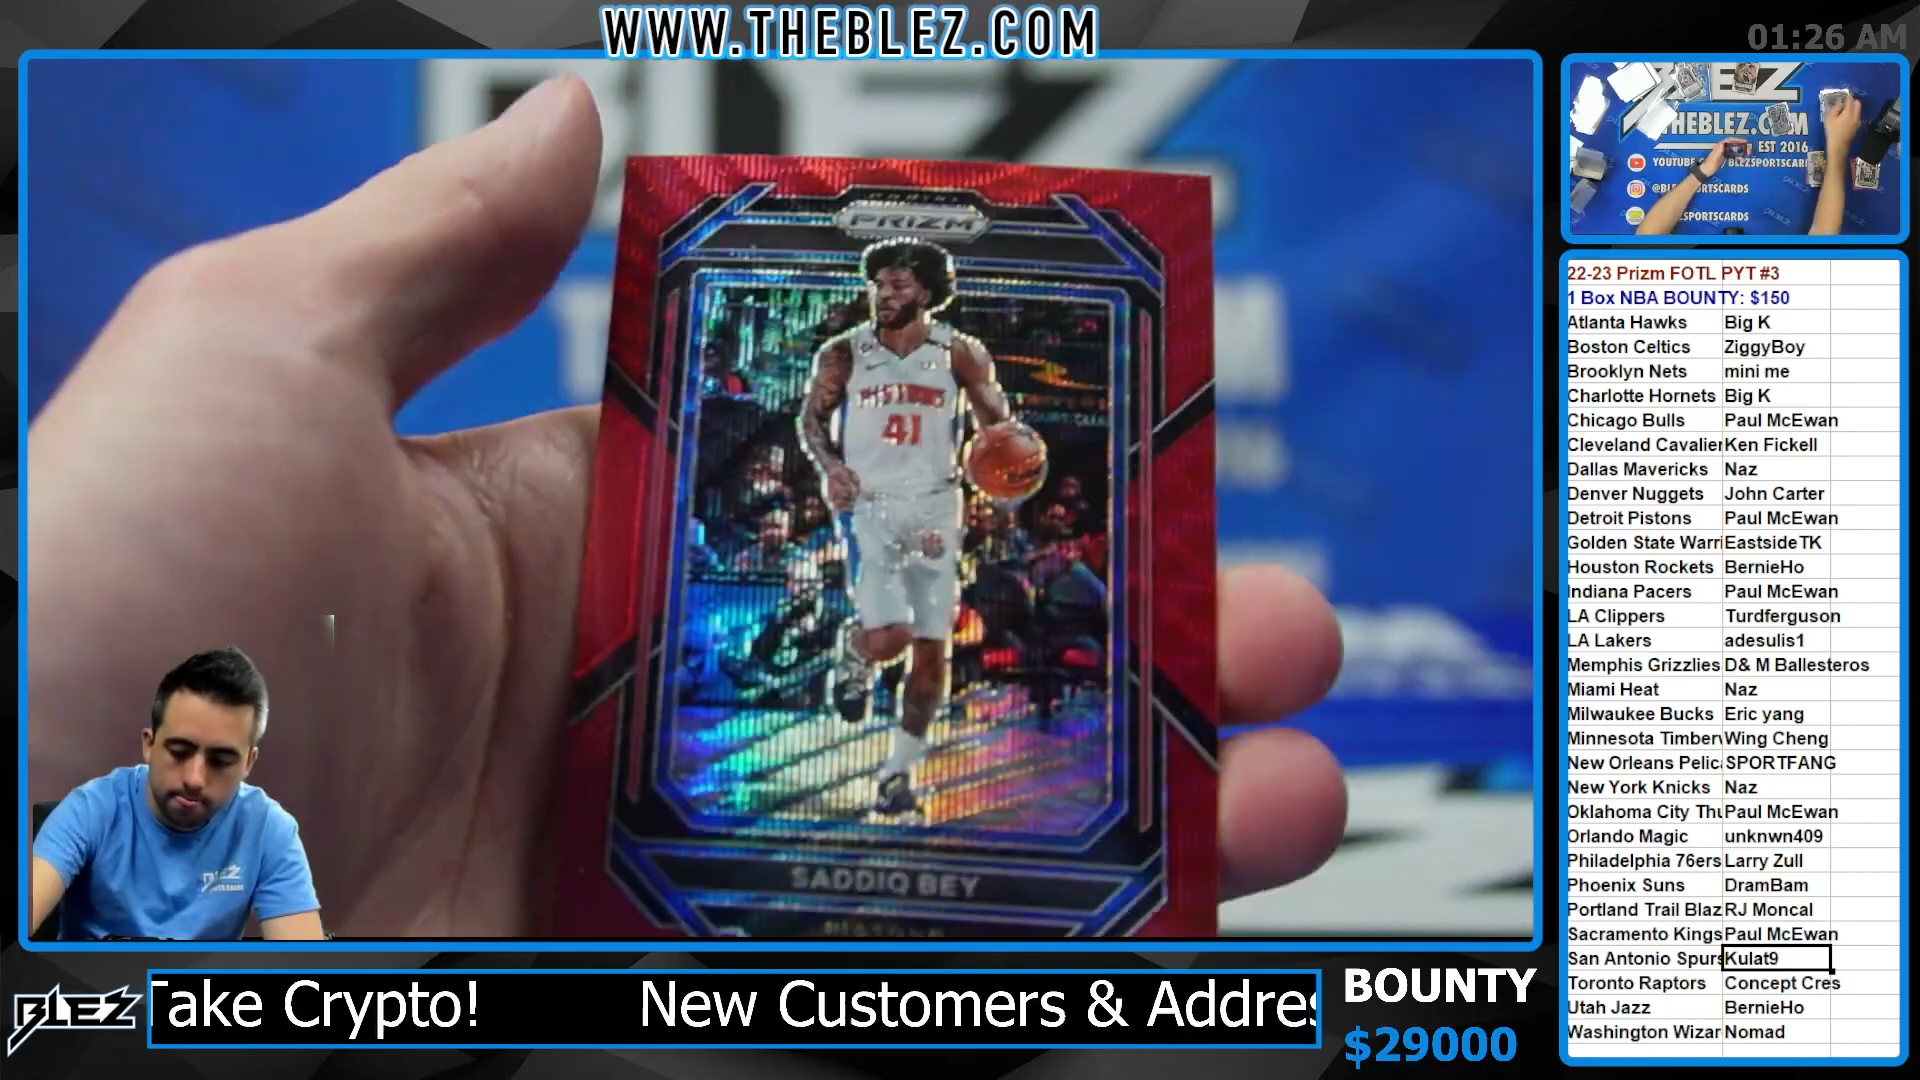 WWW.THEBLEZ.COM
01:26 AM
PRIZM
PISTONS
41
SADDIQ BEY
THEBLEZ.COM
EST 2016
YOUTUBE
22-23 Prizm FOTL PYT #3
1 Box NBA BOUNTY: $150
Atlanta Hawks Big K
Boston Celtics ZiggyBoy
Brooklyn Nets mini me
Charlotte Hornets Big K
Chicago Bulls Paul McEwan
Cleveland Cavalier Ken Fickell
Dallas Mavericks Naz
Denver Nuggets John Carter
Detroit Pistons Paul McEwan
Golden State Warri EastsideTK
Houston Rockets BernieHo
Indiana Pacers Paul McEwan
LA Clippers Turdferguson
LA Lakers adesulis1
Memphis Grizzlies D& M Ballesteros
Miami Heat Naz
Milwaukee Bucks Eric yang
Minnesota Timberv Wing Cheng
New Orleans Pelic SPORTFANG
New York Knicks Naz
Oklahoma City Thu Paul McEwan
Orlando Magic unknwn409
Philadelphia 76ers Larry Zull
Phoenix Suns DramBam
Portland Trail Blaz RJ Moncal
Sacramento Kings Paul McEwan
San Antonio Spurs Kulat9
Toronto Raptors Concept Cres
Utah Jazz BernieHo
Washington Wizar Nomad
BLEZ
Take Crypto! New Customers & Addres
BOUNTY
$29000